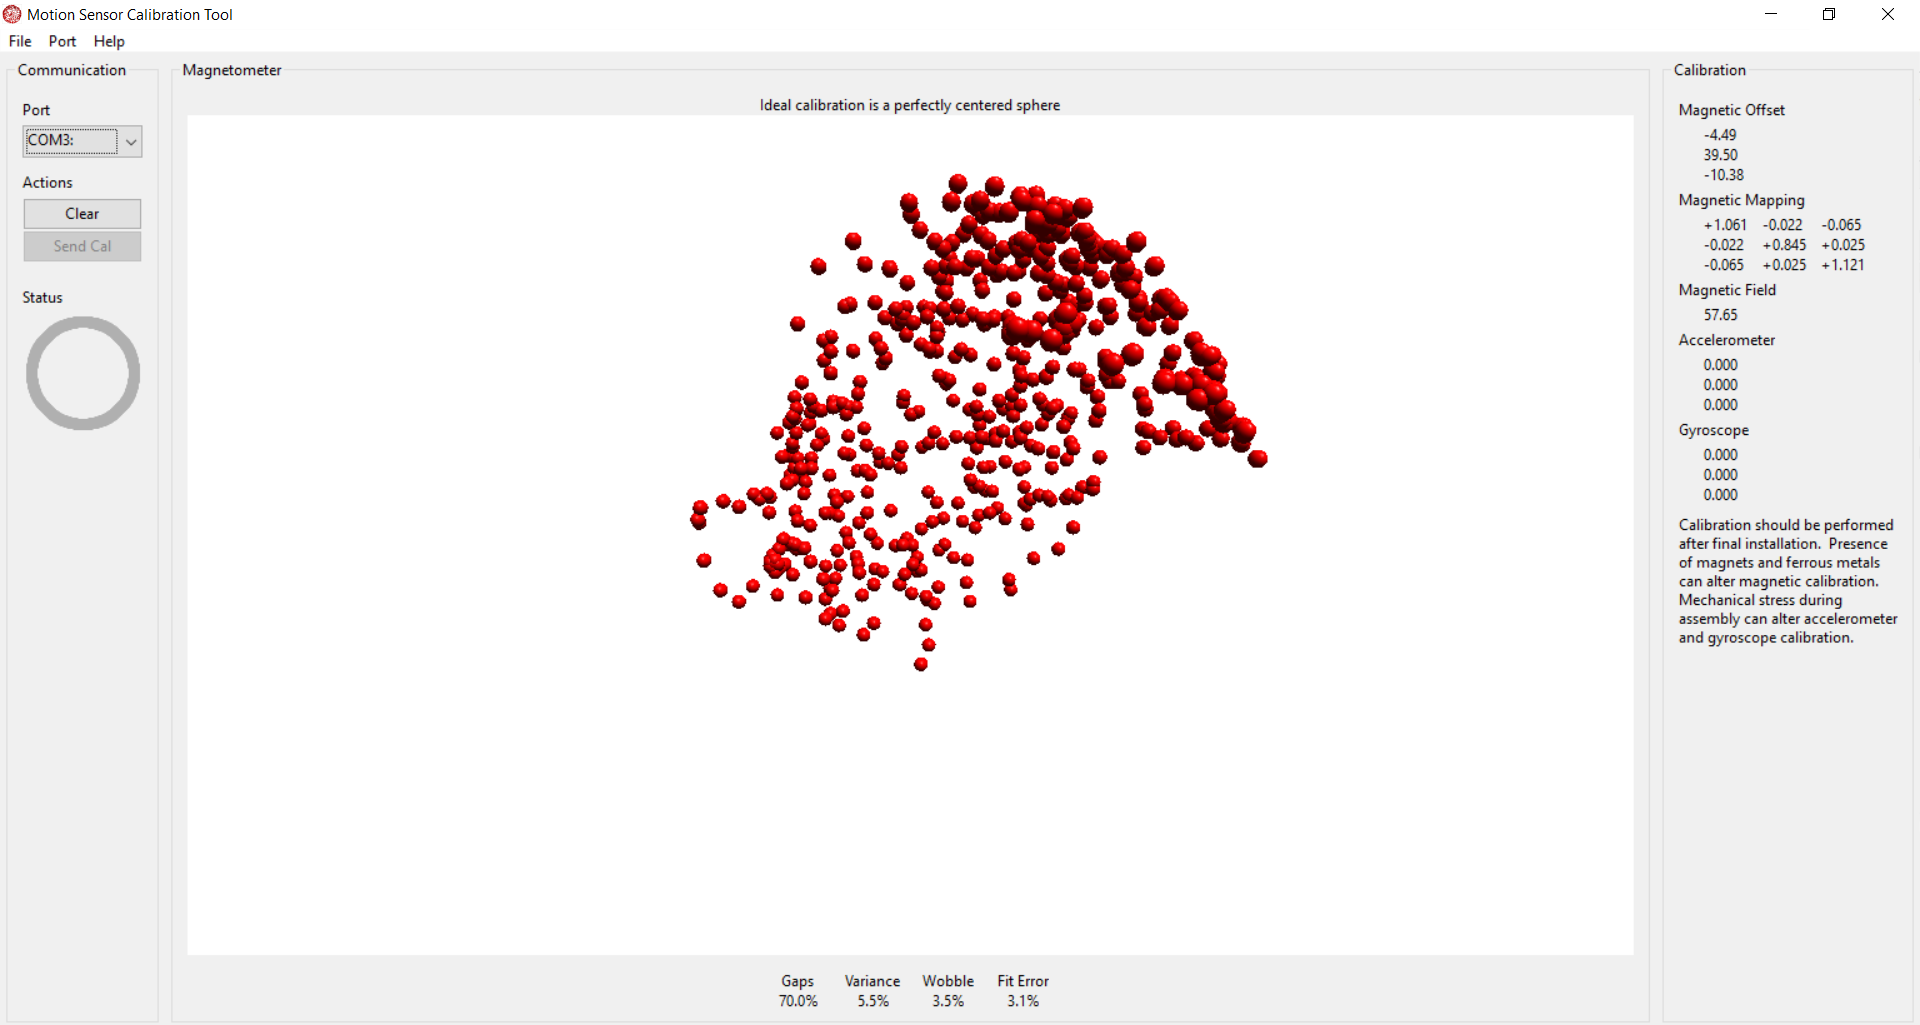 Motion Sensor Calibration Tool
File Port Help
Communication
Port
COM3:
Actions
Clear
Send Cal
Status
Magnetometer
Ideal calibration is a perfectly centered sphere
Gaps Variance Wobble Fit Error
70.0% 5.5% 3.5% 3.1%
Calibration
Magnetic Offset
-4.49
39.50
-10.38
Magnetic Mapping
+1.061 -0.022 -0.065
-0.022 +0.845 +0.025
-0.065 +0.025 +1.121
Magnetic Field
57.65
Accelerometer
0.000
0.000
0.000
Gyroscope
0.000
0.000
0.000
Calibration should be performed
after final installation. Presence
of magnets and ferrous metals
can alter magnetic calibration.
Mechanical stress during
assembly can alter accelerometer
and gyroscope calibration.